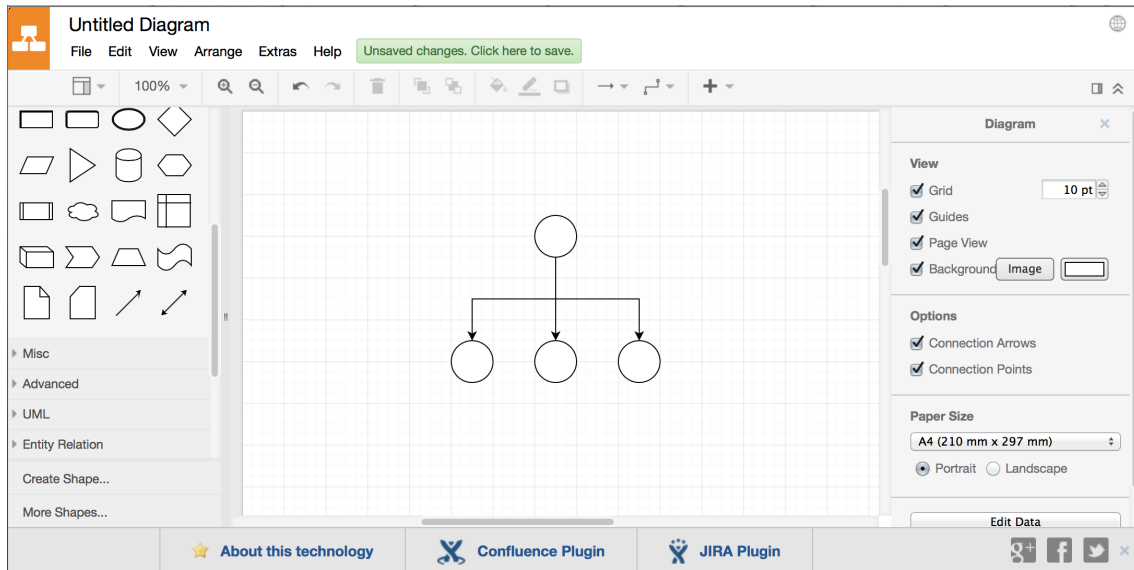 Untitled Diagram
File Edit View Arrange Extras Help Unsaved changes. Click here to save.
100%
Diagram
View
Grid 10 pt
Guides
Page View
Background Image
Options
Connection Arrows
Connection Points
Paper Size
A4 (210 mm x 297 mm)
Portrait Landscape
Edit Data
Misc
Advanced
UML
Entity Relation
Create Shape...
More Shapes...
About this technology Confluence Plugin JIRA Plugin